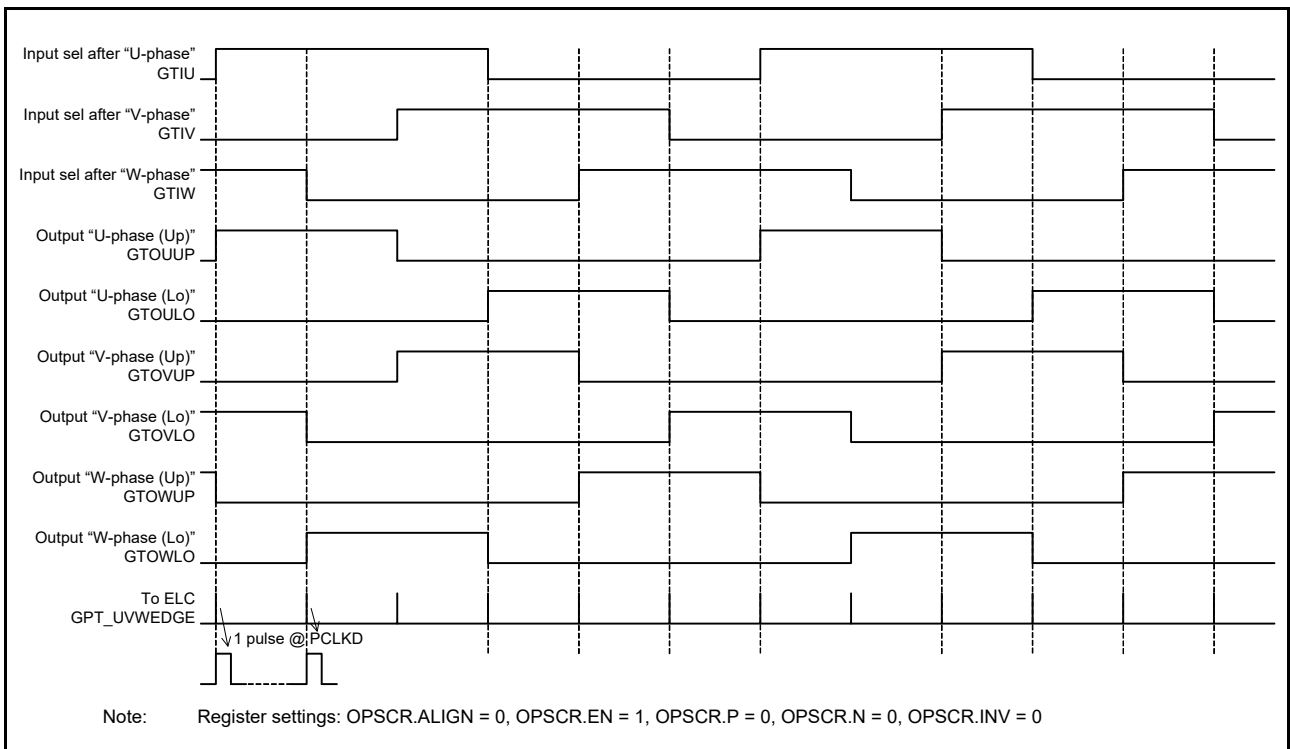 Input sel after “U-phase”
GTIU
Input sel after “V-phase”
GTIV
Input sel after “W-phase”
GTIW
Output “U-phase (Up)”
GTOUUP
Output “U-phase (Lo)”
GTOULO
Output “V-phase (Up)”
GTOVUP
Output “V-phase (Lo)”
GTOVLO
Output “W-phase (Up)”
GTOWUP
Output “W-phase (Lo)”
GTOWLO
To ELC
GPT_UVWEDGE
1 pulse @ PCLKD
Note: Register settings: OPSCR.ALIGN = 0, OPSCR.EN = 1, OPSCR.P = 0, OPSCR.N = 0, OPSCR.INV = 0